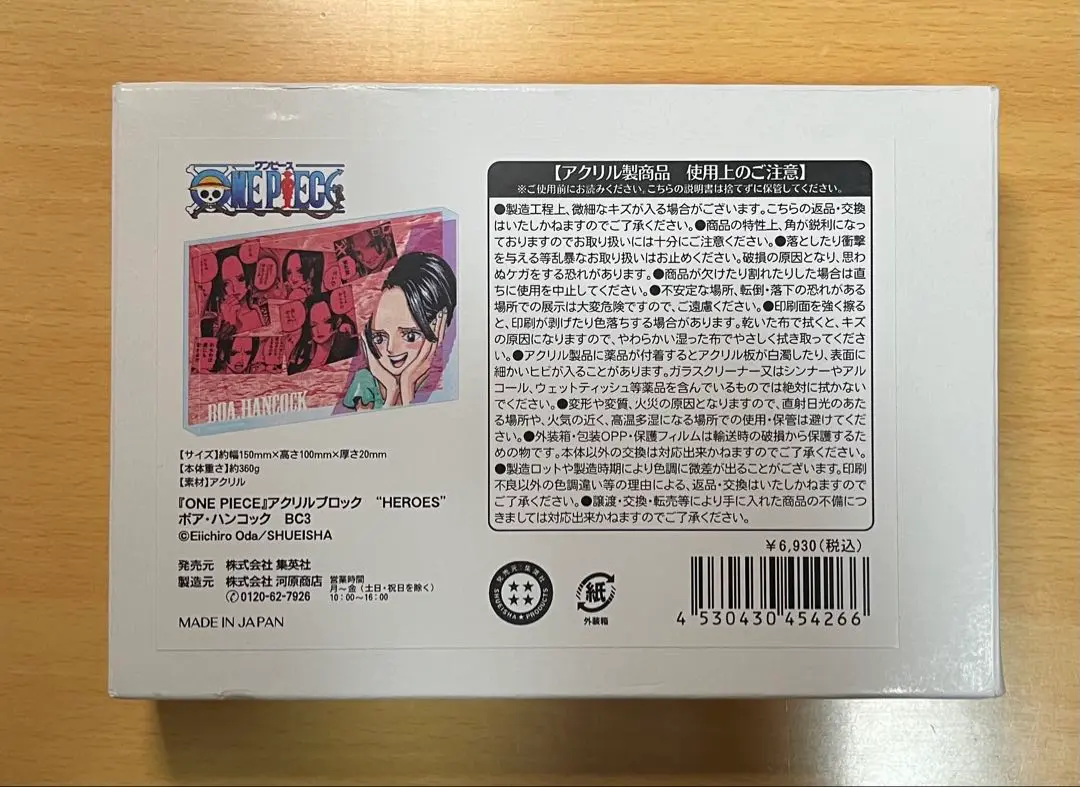 ワンピース
ONE PIECE
BOA HANCOCK
【サイズ】約幅150mm×高さ100mm×厚さ20mm
【本体重さ】約360g
【素材】アクリル
『ONE PIECE』アクリルブロック “HEROES”
ボア・ハンコック BC3
©Eiichiro Oda/SHUEISHA
発売元 株式会社 集英社
製造元 株式会社 河原商店
営業時間
月〜金（土日・祝日を除く）
10：00〜16：00
0120-62-7926
MADE IN JAPAN
【アクリル製商品 使用上のご注意】
※ご使用前にお読みください。こちらの説明書は捨てずに保管してください。
●製造工程上、微細なキズが入る場合がございます。こちらの返品・交換
はいたしかねますのでご了承ください。●商品の特性上、角が鋭利になっ
ておりますのでお取り扱いには十分にご注意ください。●落としたり衝撃
を与える等乱暴なお取り扱いはお止めください。破損の原因となり、思わ
ぬケガをする恐れがあります。●商品が欠けたり割れたりした場合は直
ちに使用を中止してください。●不安定な場所、転倒・落下の恐れがある
場所での展示は大変危険ですので、ご遠慮ください。●印刷面を強く擦る
と、印刷が剥げたり色落ちする場合があります。乾いた布で拭くと、キズ
の原因になりますので、やわらかい湿った布でやさしく拭き取ってくださ
い。●アクリル製品に薬品が付着するとアクリル板が白濁したり、表面に
細かいヒビが入ることがあります。ガラスクリーナー又はシンナーやアル
コール、ウェットティッシュ等薬品を含んでいるものでは絶対に拭かない
でください。●変形や変質、火災の原因となりますので、直射日光のあた
る場所や、火気の近く、高温多湿になる場所での使用・保管は避けてくだ
さい。●外装箱・包装OPP・保護フィルムは輸送時の破損から保護するた
めの物です。本体以外の交換は対応出来かねますのでご了承ください。
●製造ロットや製造時期により色調に微差が出ることがございます。印刷
不良以外の色調違い等の理由による、返品・交換はいたしかねますので
ご了承ください。●譲渡・交換・転売等により手に入れた商品の不備につ
きましては対応出来かねますのでご了承ください。
￥6,930（税込）
発売元：集英社
SHUEISHA PRODUCTS
紙
外装箱
4 530430 454266